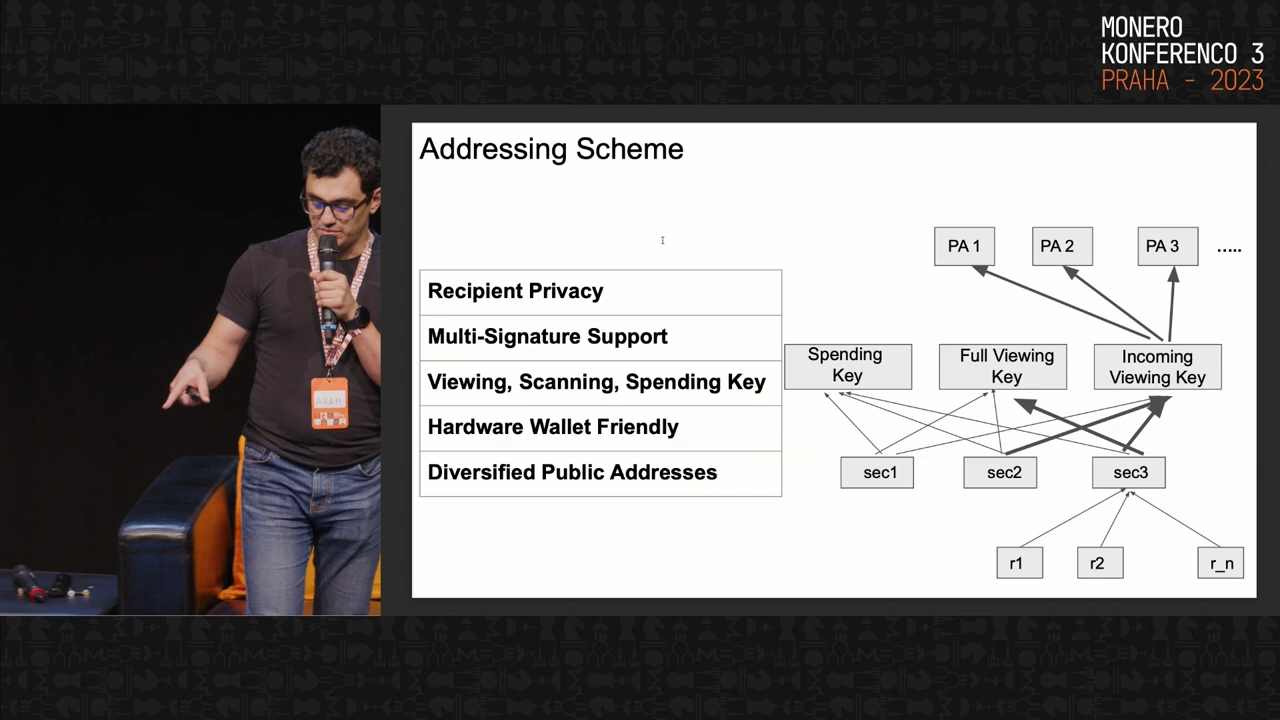 MONERO
KONFERENCO 3
PRAHA - 2023
Addressing Scheme
Recipient Privacy
Multi-Signature Support
Viewing, Scanning, Spending Key
Hardware Wallet Friendly
Diversified Public Addresses
PA 1
PA 2
PA 3
.....
Spending
Key
Full Viewing
Key
Incoming
Viewing Key
sec1
sec2
sec3
r1
r2
r_n
ARAM